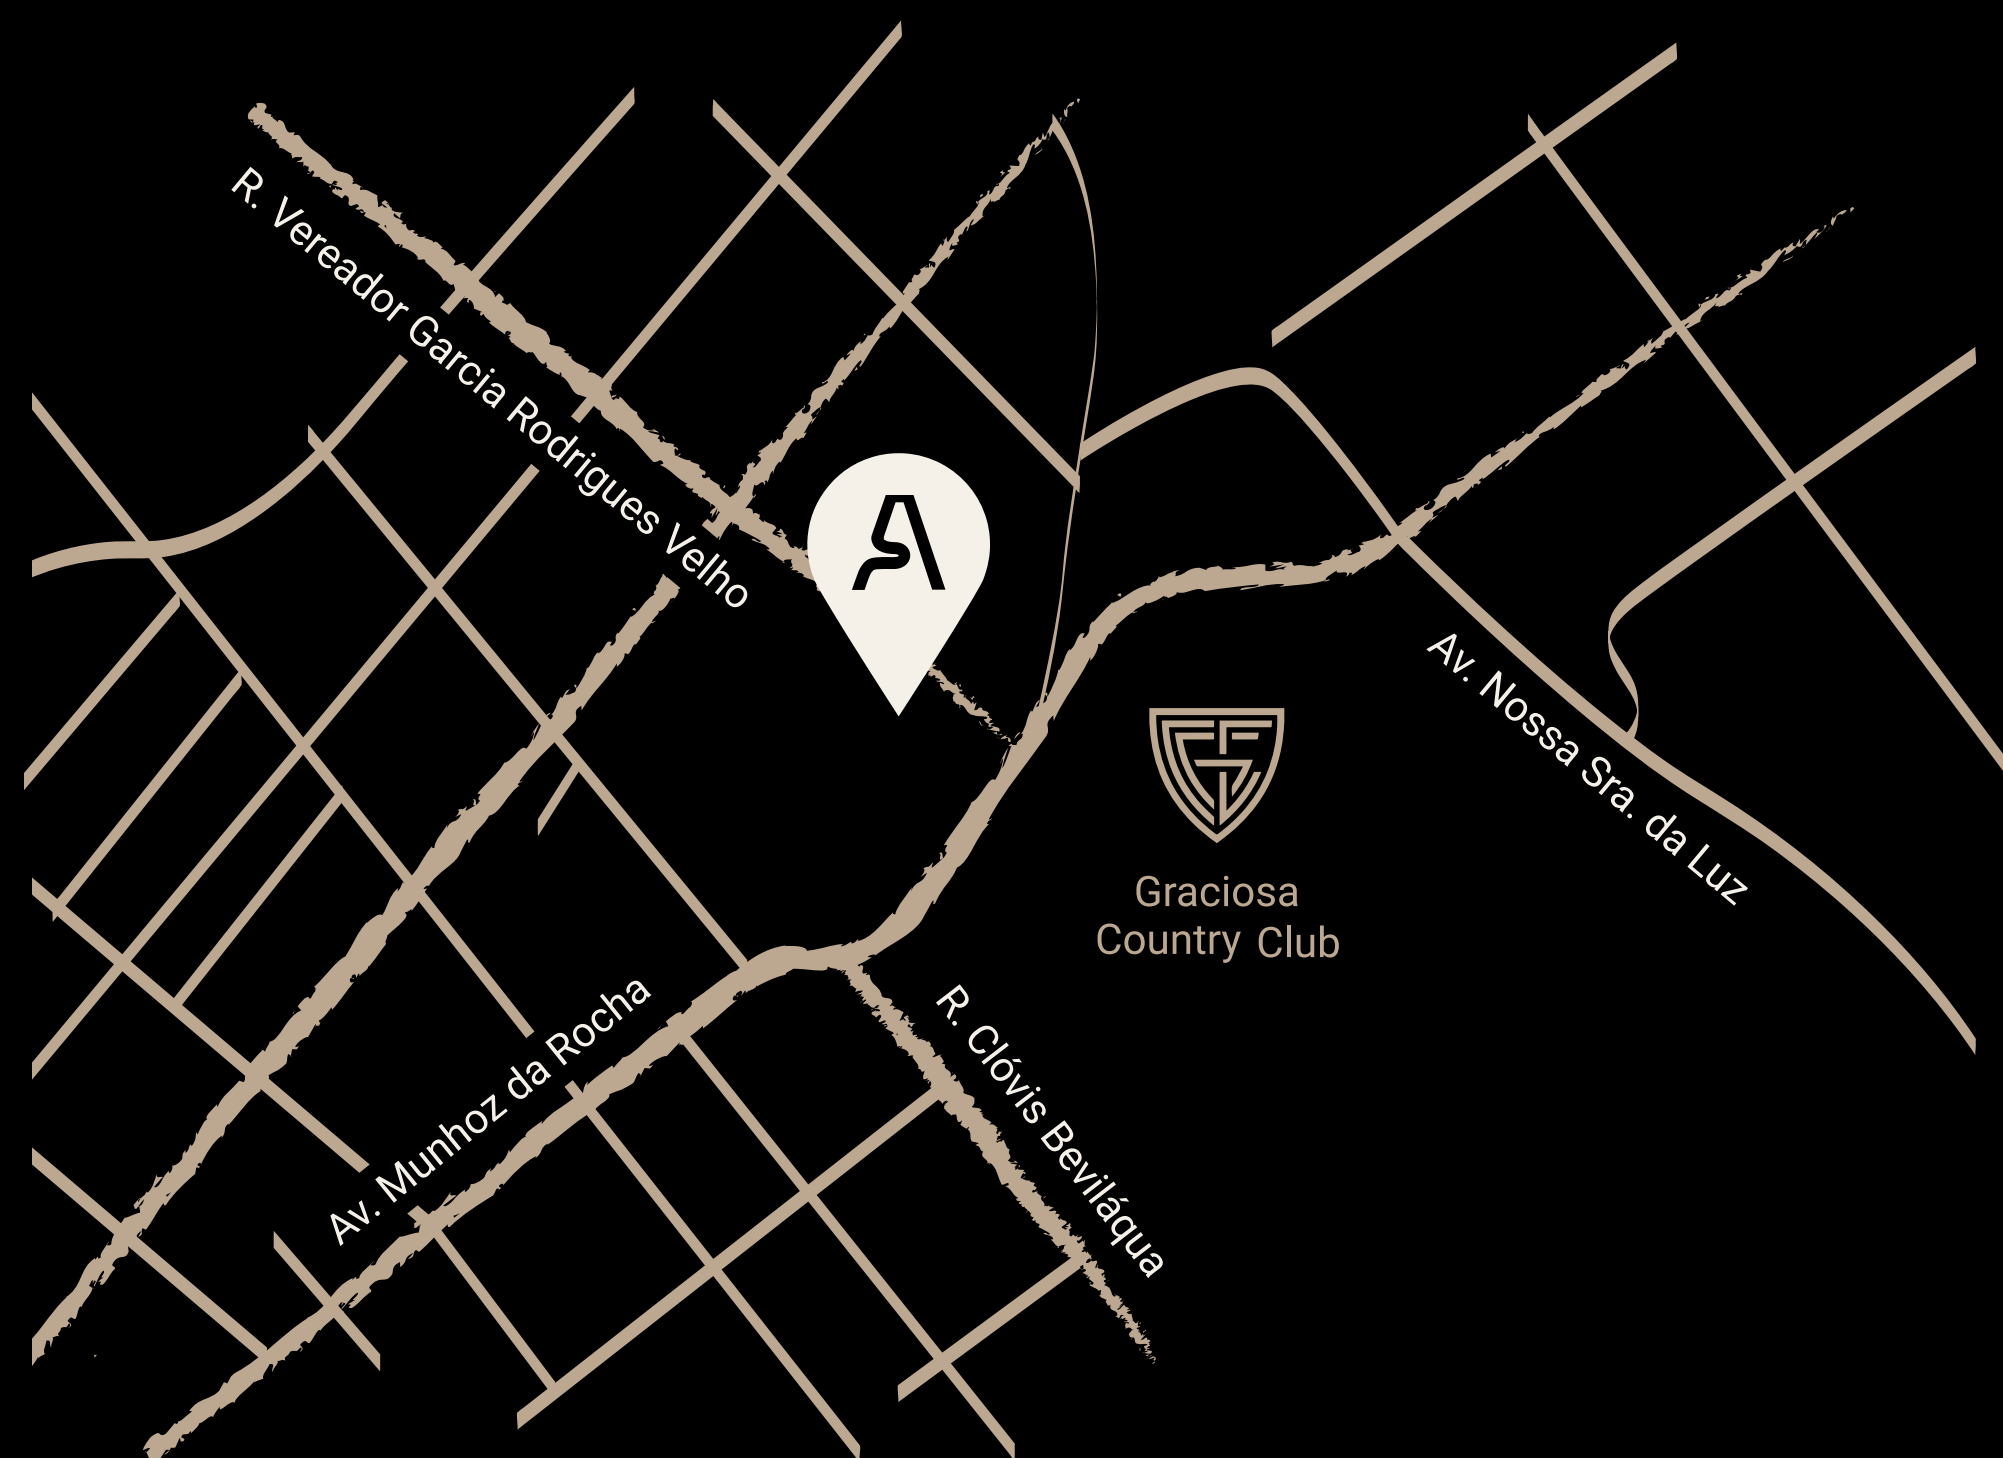 R. Vereador Garcia Rodrigues Velho
A
Av. Nossa Sra. da Luz
Graciosa
Country Club
Av. Munhoz da Rocha
R. Clóvis Beviláqua